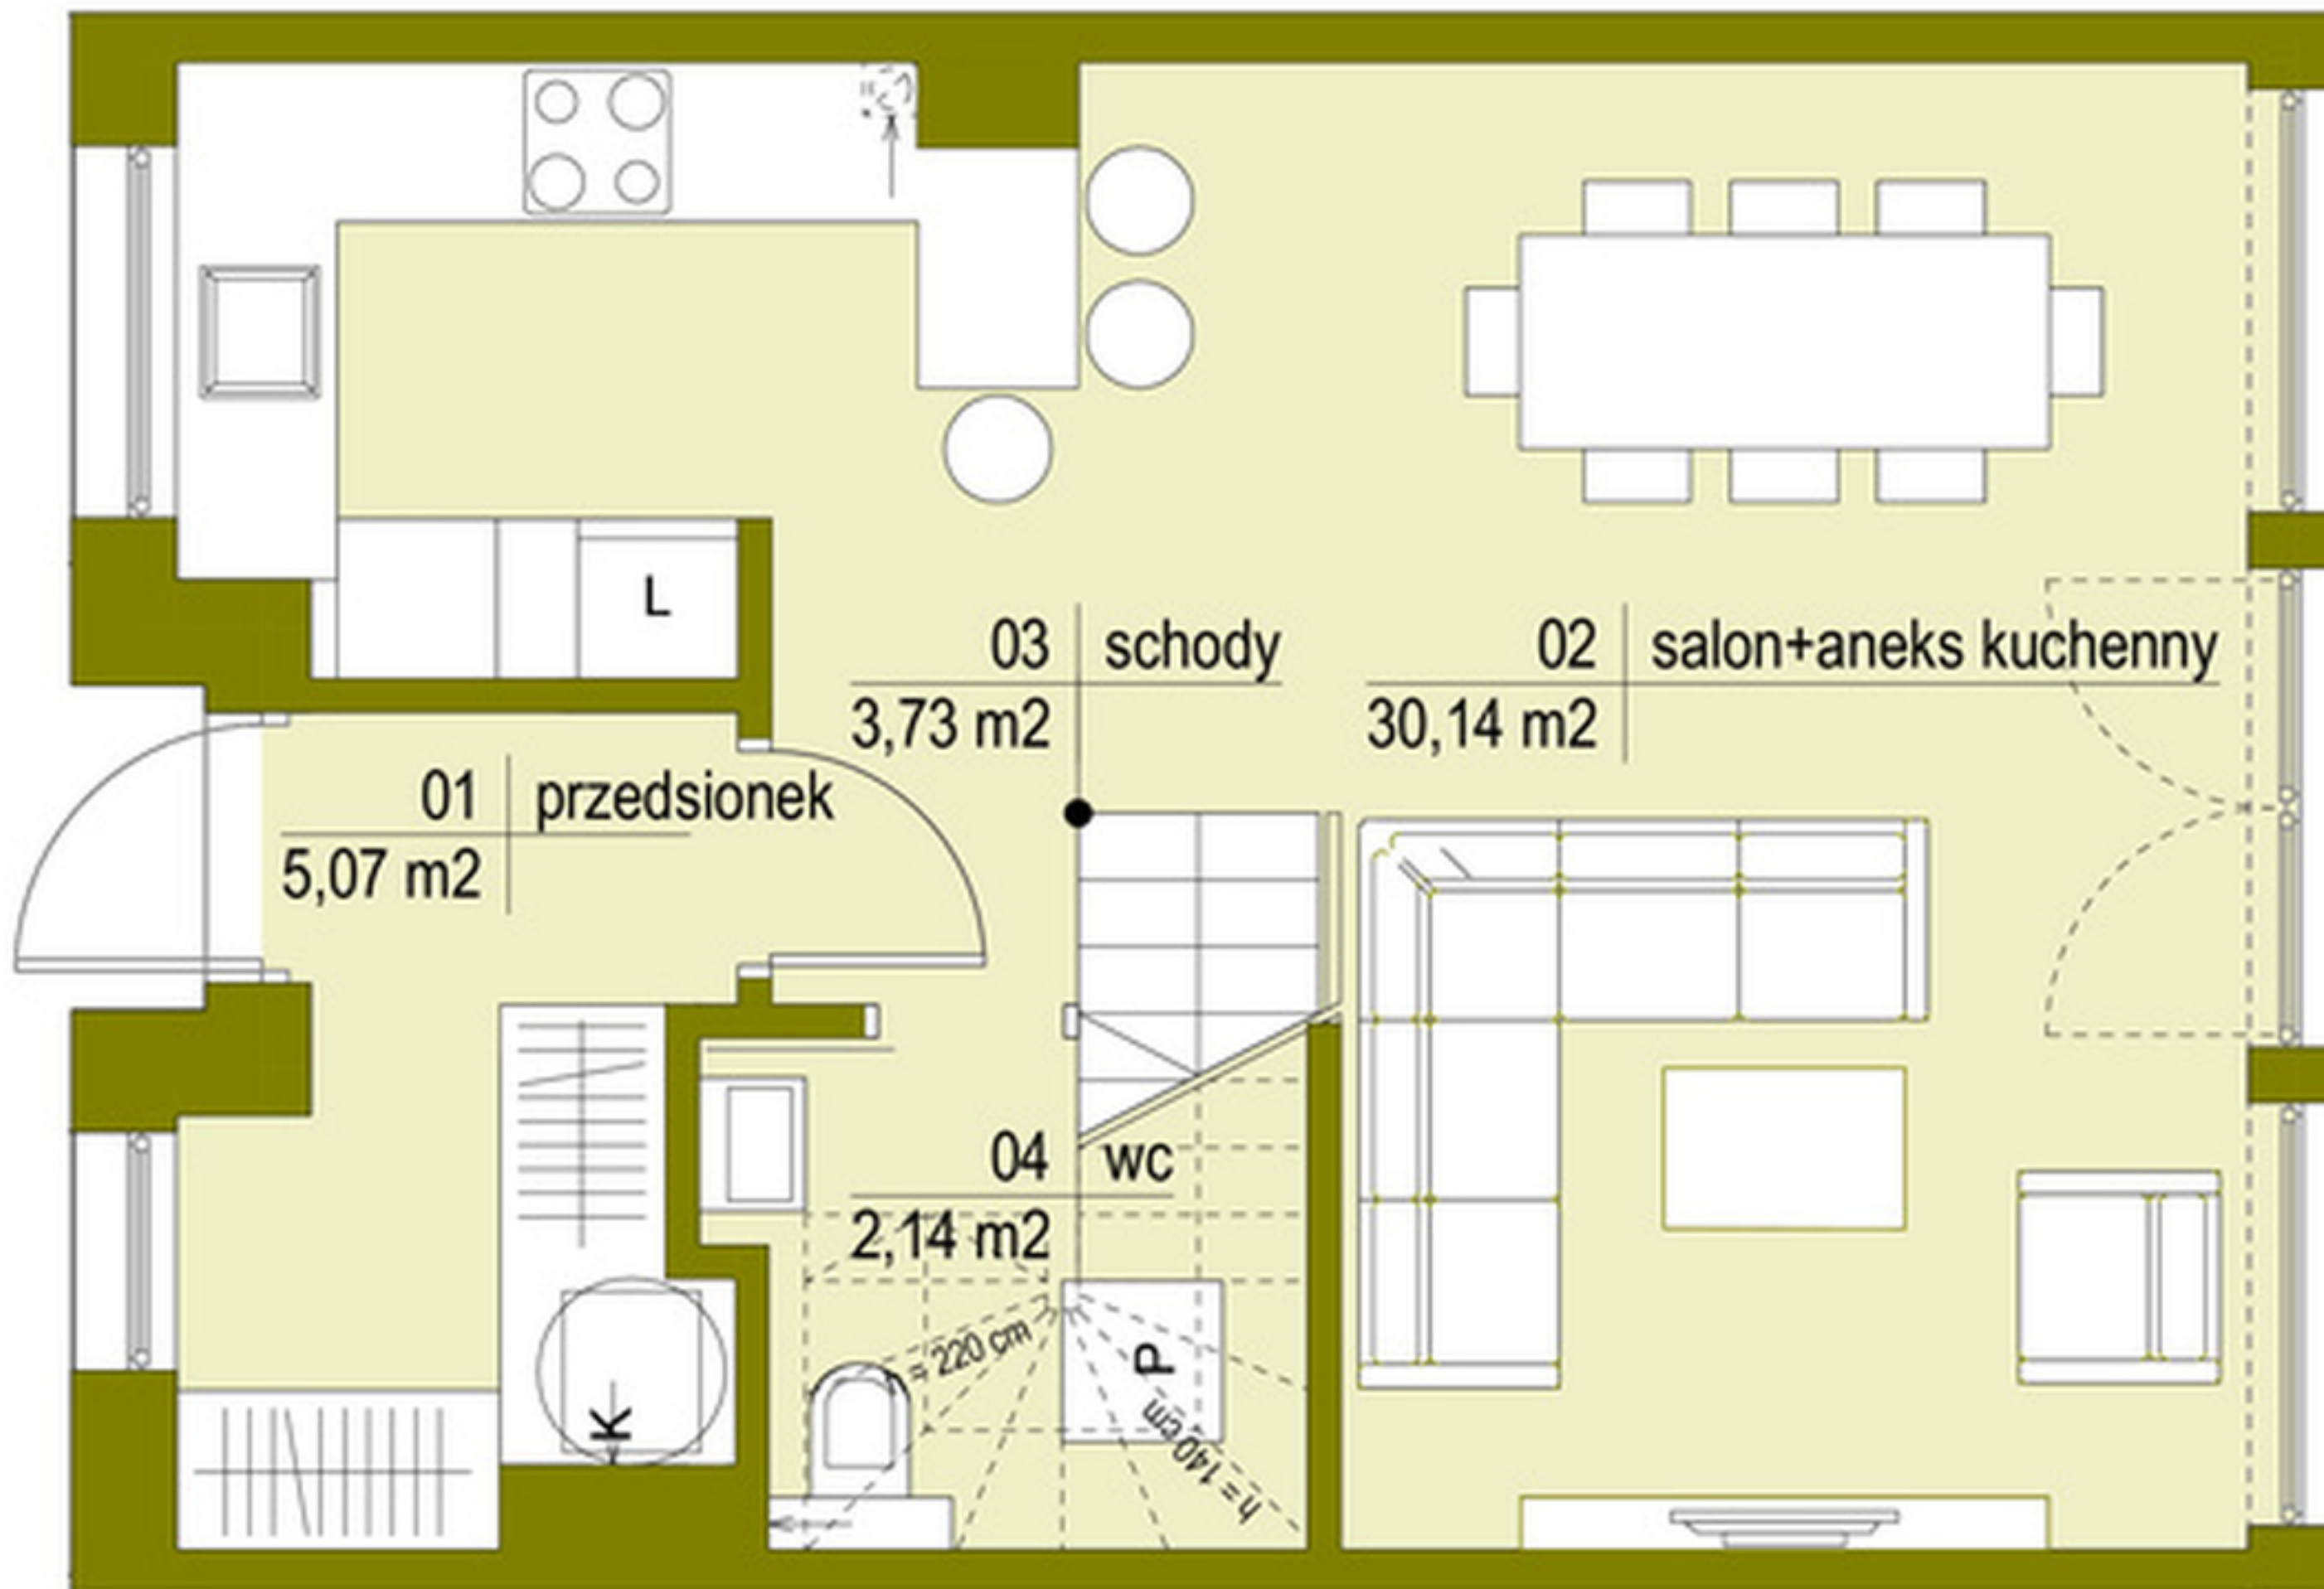 L
03 schody
3,73 m2
02 salon+aneks kuchenny
30,14 m2
01 przedsionek
5,07 m2
04 wc
2,14 m2
= 220 cm
P
h = 140 cm
K